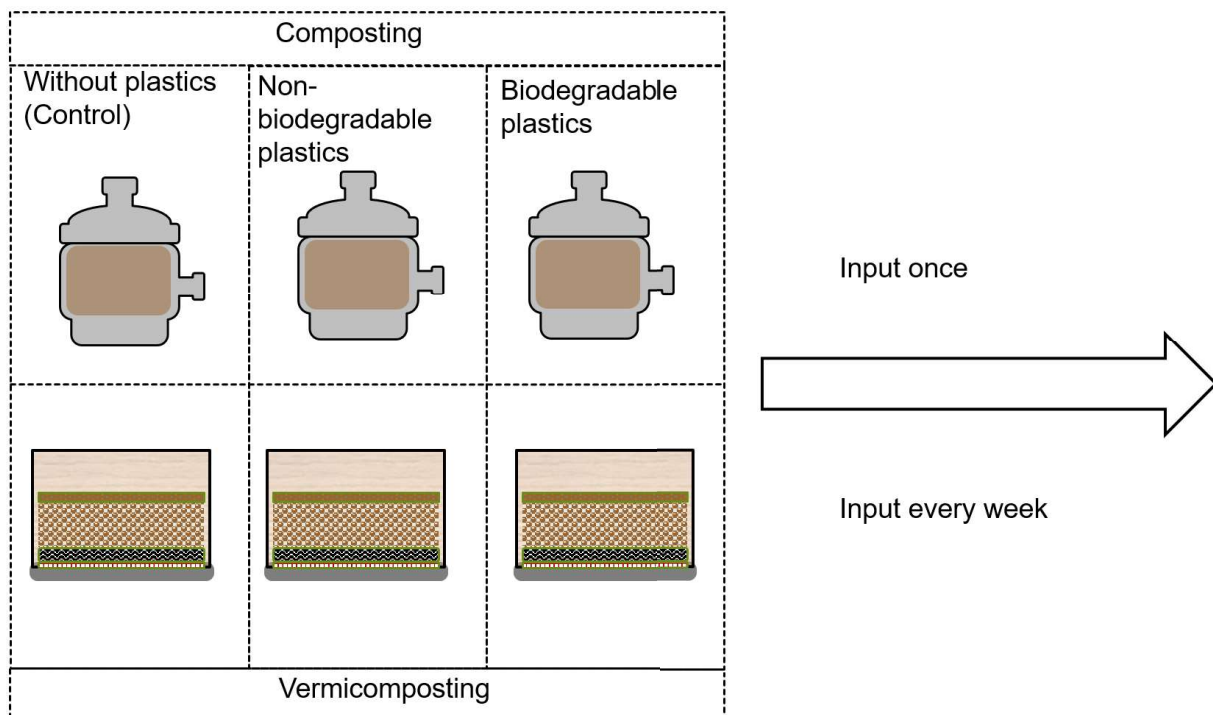 Composting
Without plastics
(Control)
Non-
biodegradable
plastics
Biodegradable
plastics
Input once
Input every week
Vermicomposting